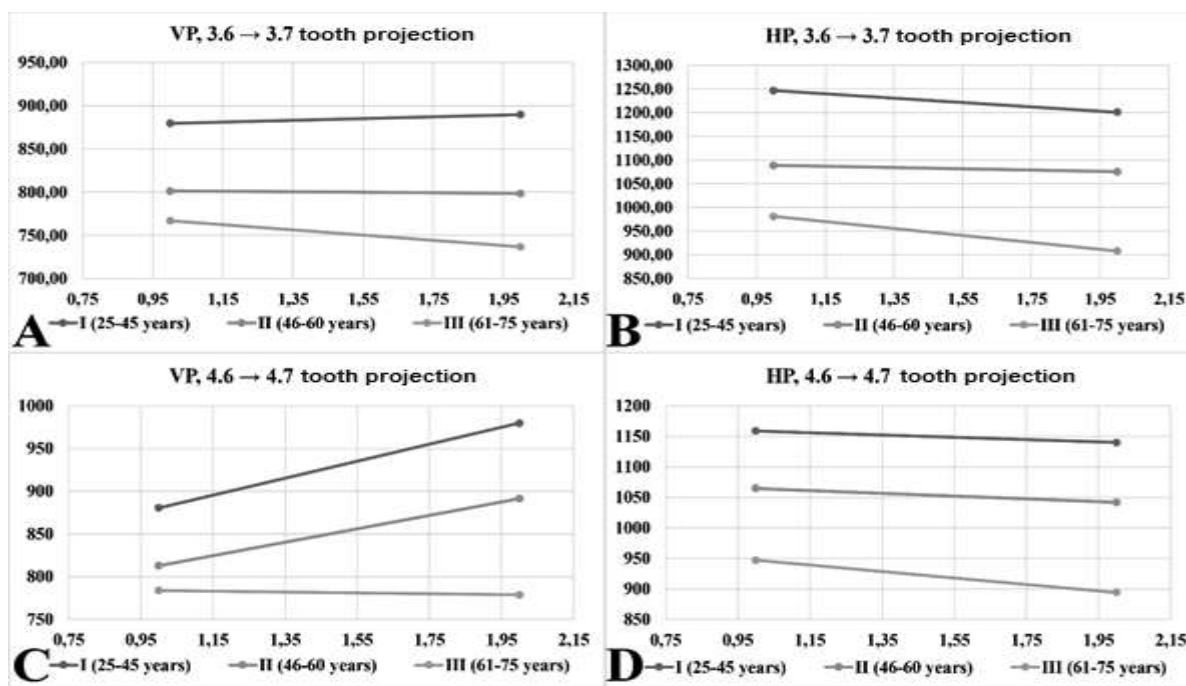 VP, 3.6 → 3.7 tooth projection
950,00
900,00
850,00
800,00
750,00
700,00
0,75 0,95 1,15 1,35 1,55 1,75 1,95 2,15
I (25-45 years) II (46-60 years) III (61-75 years)
A
HP, 3.6 → 3.7 tooth projection
1300,00
1250,00
1200,00
1150,00
1100,00
1050,00
1000,00
950,00
900,00
850,00
0,75 0,95 1,15 1,35 1,55 1,75 1,95 2,15
I (25-45 years) II (46-60 years) III (61-75 years)
B
VP, 4.6 → 4.7 tooth projection
1000
950
900
850
800
750
0,75 0,95 1,15 1,35 1,55 1,75 1,95 2,15
I (25-45 years) II (46-60 years) III (61-75 years)
C
HP, 4.6 → 4.7 tooth projection
1200
1150
1100
1050
1000
950
900
850
0,75 0,95 1,15 1,35 1,55 1,75 1,95 2,15
I (25-45 years) II (46-60 years) III (61-75 years)
D